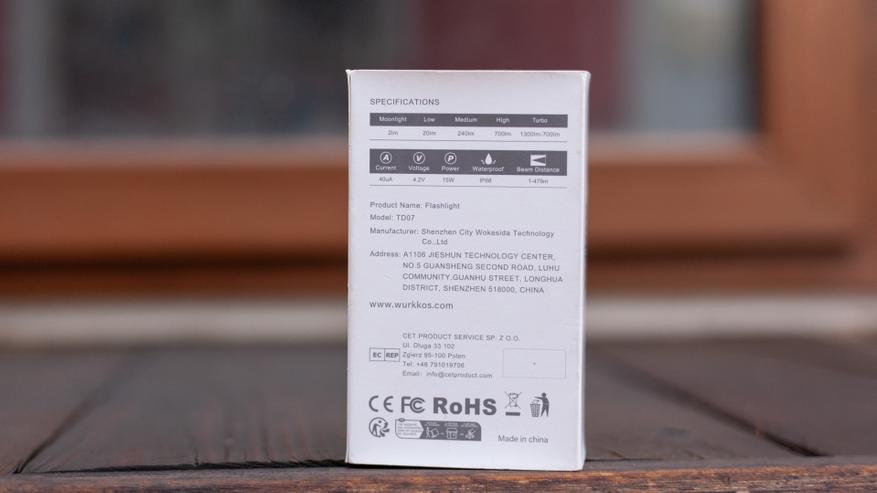 SPECIFICATIONS
Moonlight Low Medium High Turbo
2lm 20lm 240lm 700lm 1300lm-700lm
A V P
Current Voltage Power Waterproof Beam Distance
40uA 4.2V 15W IP68 1-479m
Product Name: Flashlight
Model: TD07
Manufacturer: Shenzhen City Wokesida Technology
Co.,Ltd
Address: A1106 JIESHUN TECHNOLOGY CENTER,
NO.5 GUANSHENG SECOND ROAD, LUHU
COMMUNITY,GUANHU STREET, LONGHUA
DISTRICT, SHENZHEN 518000, CHINA
www.wurkkos.com
CET PRODUCT SERVICE SP. Z O.O.
Ul. Dluga 33 102
EC REP Zgierz 95-100 Polen
Tel: +48 791019706
Email: info@cetproduct.com
CE FC RoHS
Made in china